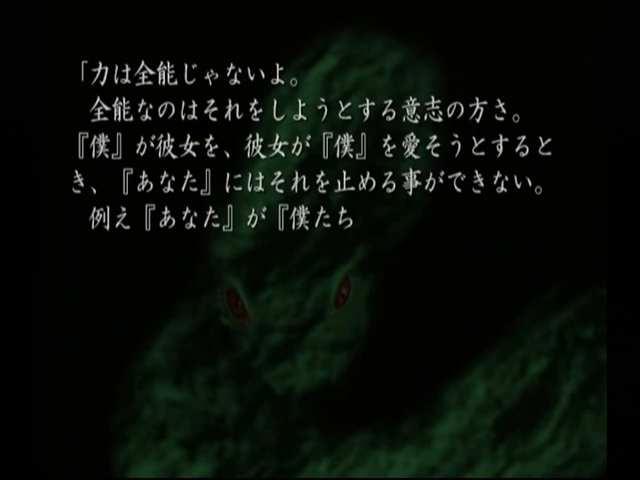 「力は全能じゃないよ。
全能なのはそれをしようとする意志の方さ。
『僕』が彼女を、彼女が『僕』を愛そうとすると
き、『あなた』にはそれを止める事ができない。
例え『あなた』が『僕たち